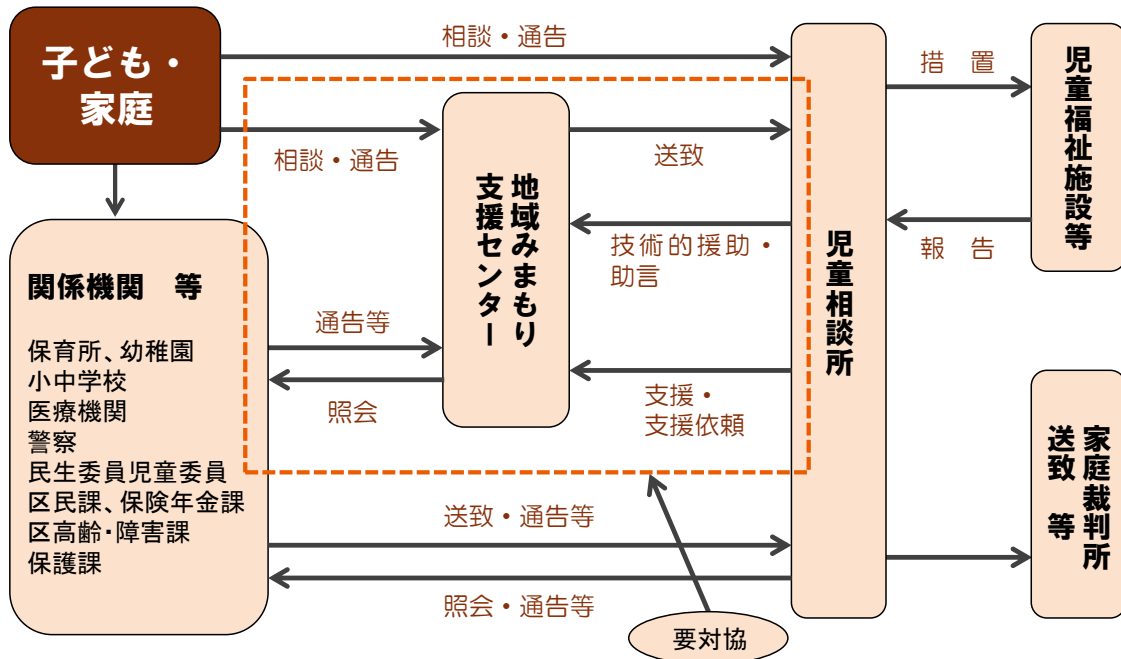 子ども・
家庭
相談・通告
相談・通告
関係機関　等
保育所、幼稚園
小中学校
医療機関
警察
民生委員児童委員
区民課、保険年金課
区高齢・障害課
保護課
地域みまもり
支援センター
通告等
照会
送致
技術的援助・
助言
支援・
支援依頼
送致・通告等
照会・通告等
要対協
児童相談所
措　置
報　告
児童福祉施設等
家庭裁判所
送致　等